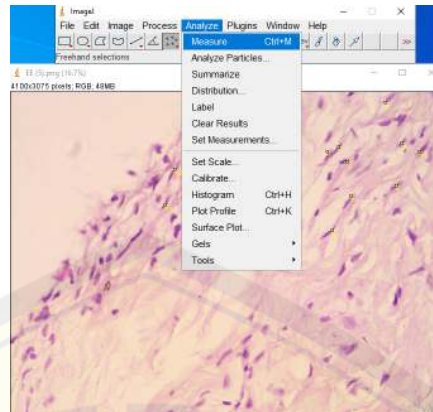 ImageJ
File Edit Image Process Analyze Plugins Window Help
Freehand selections
4100x3075 pixels; RGB; 48MB
Measure Ctrl+M
Analyze Particles...
Summarize
Distribution...
Label
Clear Results
Set Measurements...
Set Scale...
Calibrate...
Histogram Ctrl+H
Plot Profile Ctrl+K
Surface Plot...
Gels
Tools